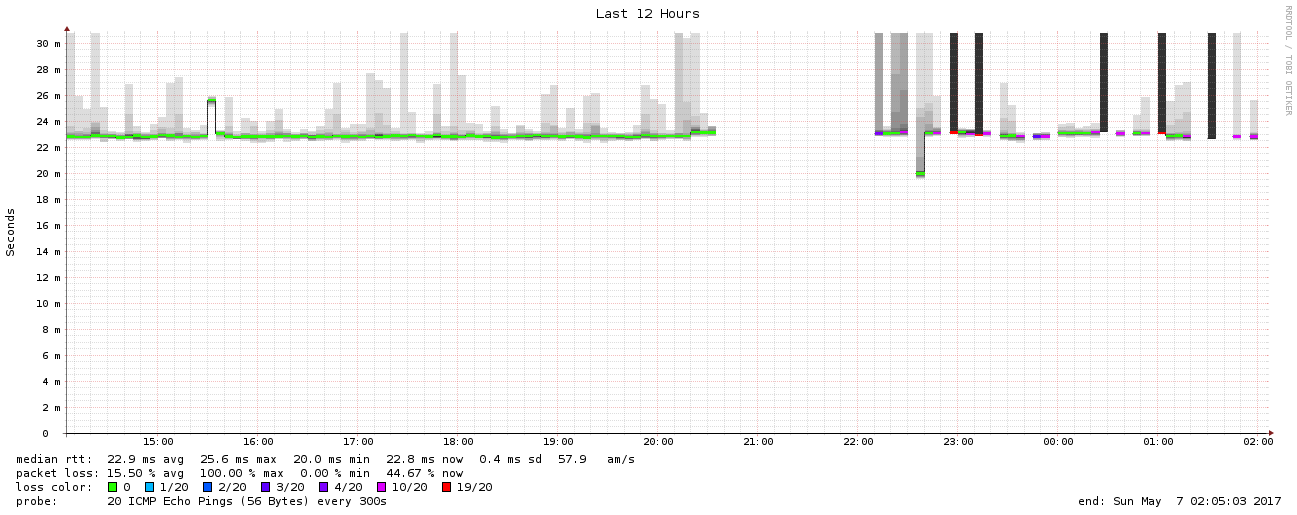 Last 12 Hours
RRDTOOL / TOBI OETIKER
Seconds
30 m
28 m
26 m
24 m
22 m
20 m
18 m
16 m
14 m
12 m
10 m
8 m
6 m
4 m
2 m
0
15:00 16:00 17:00 18:00 19:00 20:00 21:00 22:00 23:00 00:00 01:00 02:00
median rtt: 22.9 ms avg 25.6 ms max 20.0 ms min 22.8 ms now 0.4 ms sd 57.9 am/s
packet loss: 15.50 % avg 100.00 % max 0.00 % min 44.67 % now
loss color: 0 1/20 2/20 3/20 4/20 10/20 19/20
probe: 20 ICMP Echo Pings (56 Bytes) every 300s end: Sun May 7 02:05:03 2017